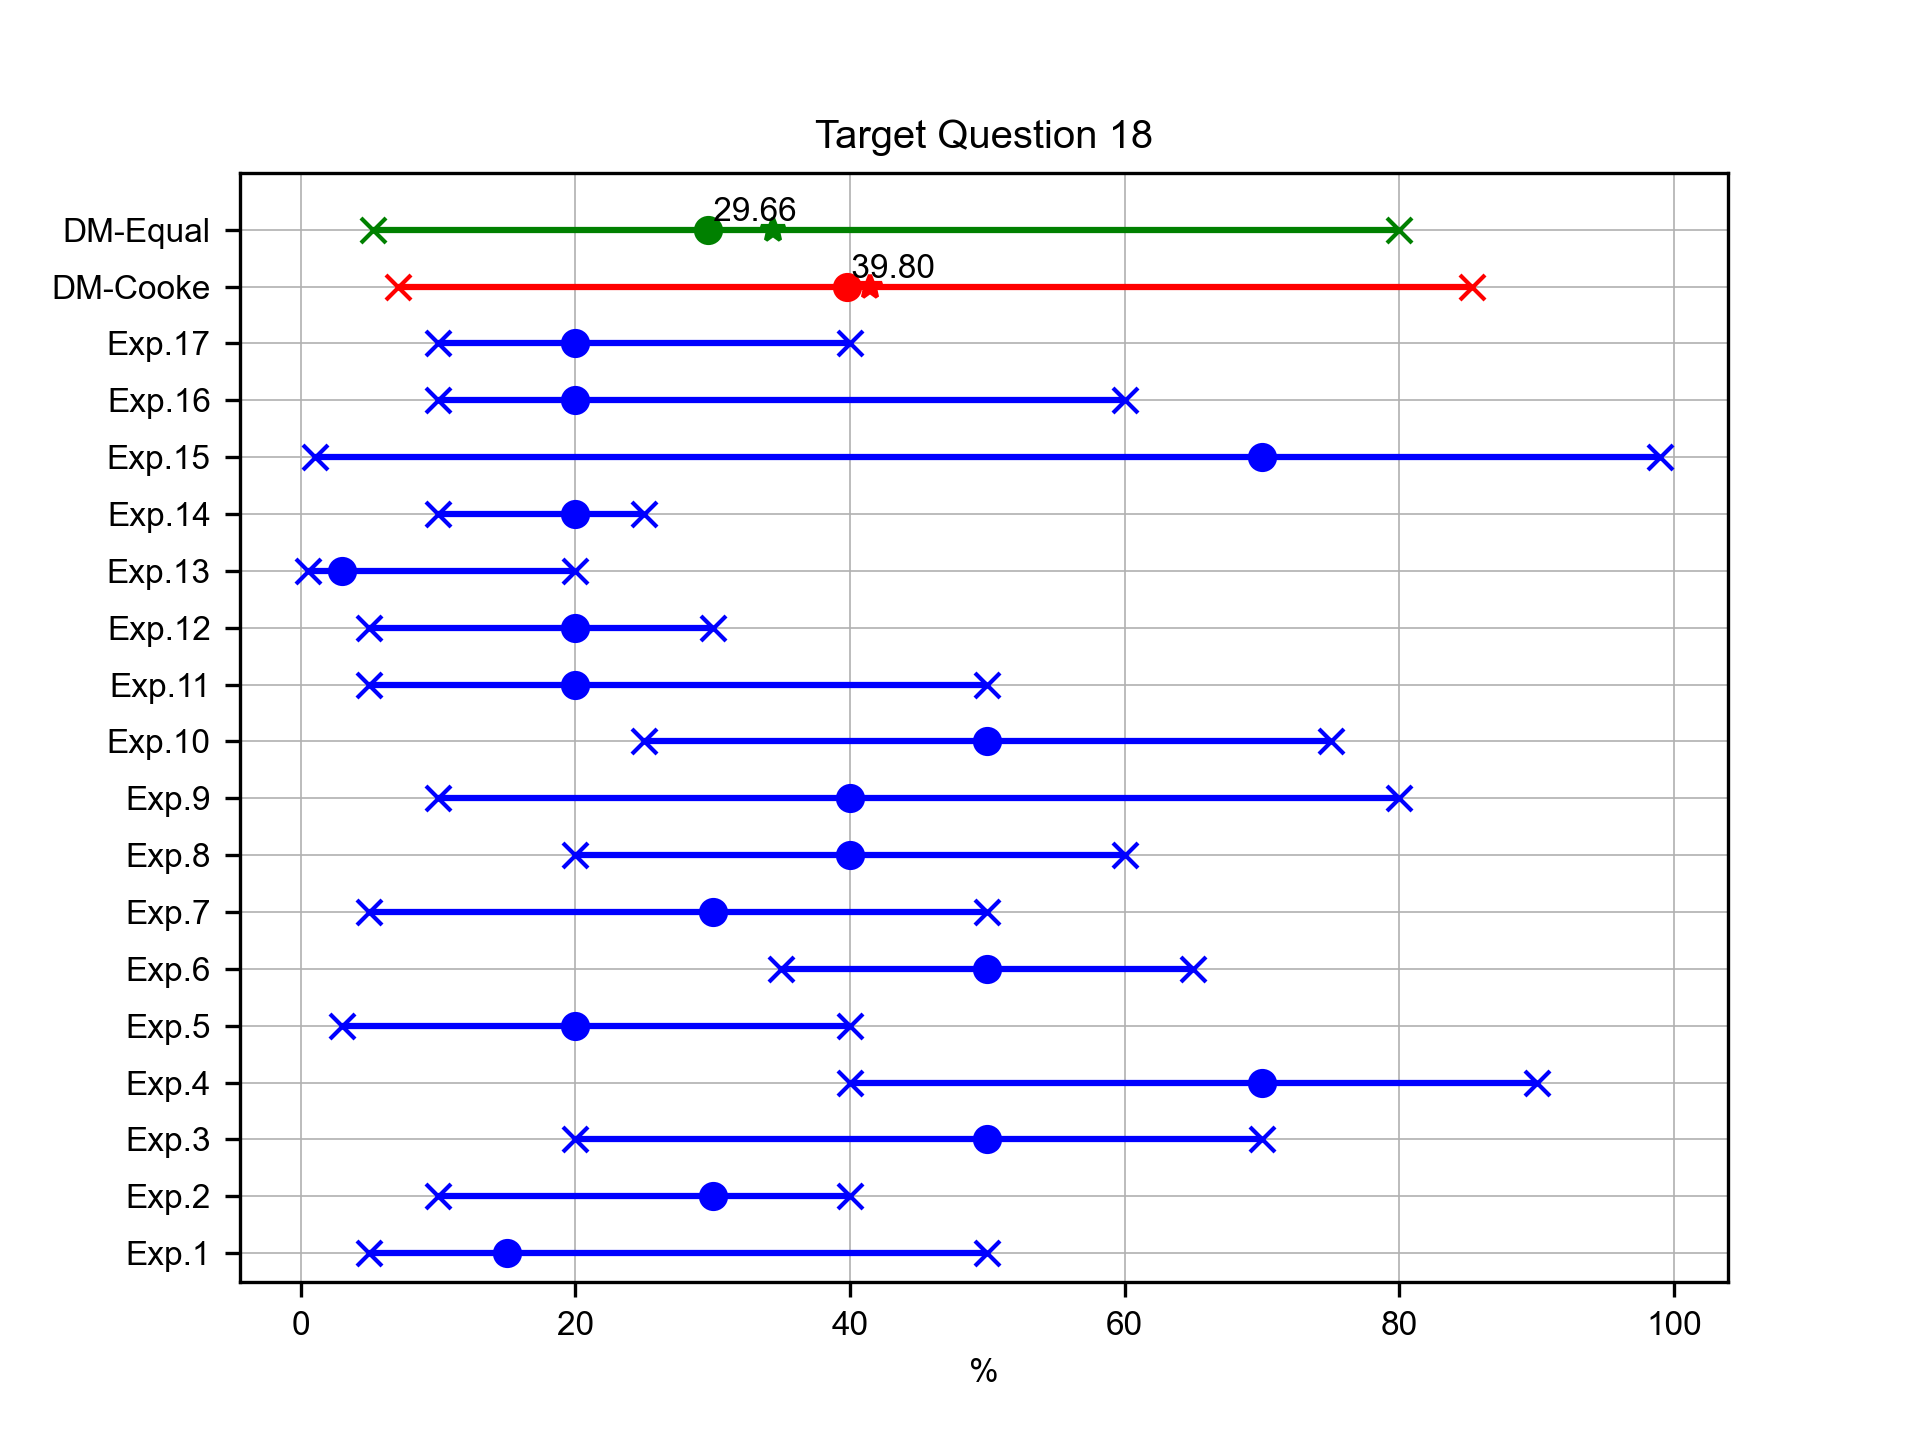 Target Question 18
29.66
DM-Equal
39.80
DM-Cooke
Exp.17
Exp.16
Exp.15
Exp.14
Exp.13
Exp.12
Exp.11
Exp.10
Exp.9
Exp.8
Exp.7
Exp.6
Exp.5
Exp.4
Exp.3
Exp.2
Exp.1
0 20 40 60 80 100
%